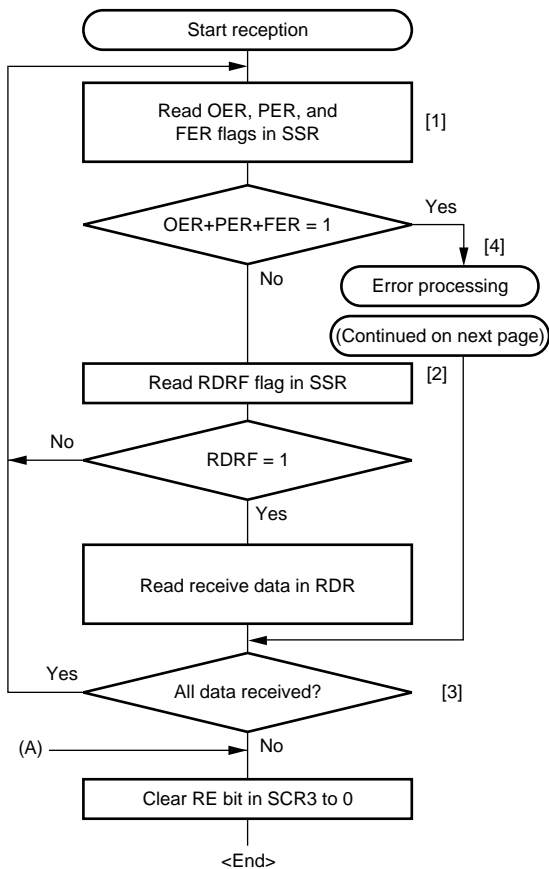 Start reception
Read OER, PER, and
FER flags in SSR
[1]
OER+PER+FER = 1
Yes
[4]
No
Error processing
(Continued on next page)
Read RDRF flag in SSR
[2]
No
RDRF = 1
Yes
Read receive data in RDR
Yes
All data received?
[3]
(A)
No
Clear RE bit in SCR3 to 0
<End>